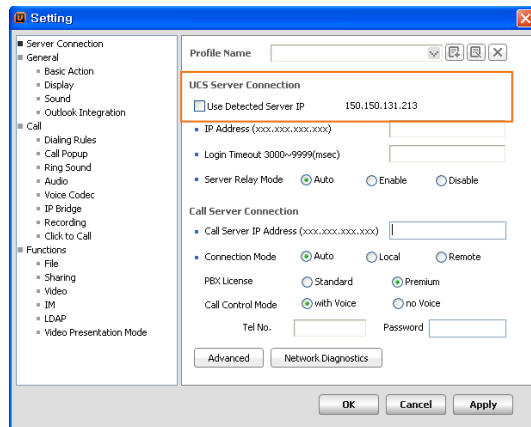 Setting
Server Connection
General
Basic Action
Display
Sound
Outlook Integration
Call
Dialing Rules
Call Popup
Ring Sound
Audio
Voice Codec
IP Bridge
Recording
Click to Call
Functions
File
Sharing
Video
IM
LDAP
Video Presentation Mode
Profile Name
UCS Server Connection
Use Detected Server IP 150.150.131.213
IP Address (xxx.xxx.xxx.xxx)
Login Timeout 3000~9999(msec)
Server Relay Mode Auto Enable Disable
Call Server Connection
Call Server IP Address (xxx.xxx.xxx.xxx)
Connection Mode Auto Local Remote
PBX License Standard Premium
Call Control Mode with Voice no Voice
Tel No. Password
Advanced Network Diagnostics
OK Cancel Apply